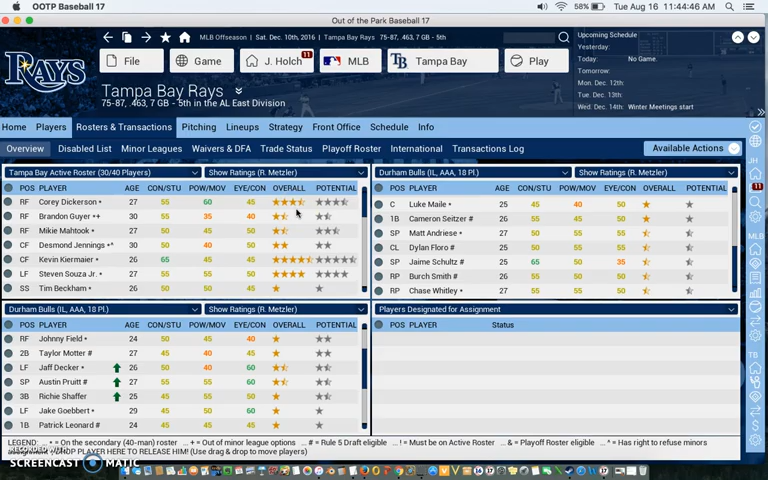 OOTP Baseball 17 58% Tue Aug 16 11:44:46 AM
Out of the Park Baseball 17
MLB Offseason | Sat. Dec. 10th, 2016 | Tampa Bay Rays 75-87, .463, 7 GB - 5th
Upcoming Schedule
Yesterday:
Today: No Game.
Tomorrow:
Mon. Dec. 12th:
Tue. Dec. 13th:
Wed. Dec. 14th: Winter Meetings start
File Game J. Holch 11 MLB Tampa Bay Play
RAYS
Tampa Bay Rays
75-87, .463, 7 GB - 5th in the AL East Division
Home Players Rosters & Transactions Pitching Lineups Strategy Front Office Schedule Info
Overview Disabled List Minor Leagues Waivers & DFA Trade Status Playoff Roster International Transactions Log Available Actions
Tampa Bay Active Roster (30/40 Players) Show Ratings (R. Metzler)
POS PLAYER AGE CON/STU POW/MOV EYE/CON OVERALL POTENTIAL
RF Corey Dickerson * 27 55 60 45
RF Brandon Guyer *+ 30 55 35 40
RF Mikie Mahtook * 27 50 45 50
CF Desmond Jennings *^ 30 50 40 50
CF Kevin Kiermaier * 26 65 45 45
LF Steven Souza Jr. * 27 55 55 50
SS Tim Beckham * 26 50 45 50
Durham Bulls (IL, AAA, 18 Pl.) Show Ratings (R. Metzler)
POS PLAYER AGE CON/STU POW/MOV EYE/CON OVERALL POTENTIAL
C Luke Maile * 25 45 40 45
1B Cameron Seitzer # 26 55 45 50
SP Matt Andriese * 27 55 55 50
CL Dylan Floro # 25 55 55 50
SP Jaime Schultz # 25 65 50 35
RP Burch Smith # 26 55 50 50
RP Chase Whitley * 27 55 55 50
Durham Bulls (IL, AAA, 18 Pl.) Show Ratings (R. Metzler)
POS PLAYER AGE CON/STU POW/MOV EYE/CON OVERALL POTENTIAL
RF Johnny Field * 24 50 45 40
2B Taylor Motter # 27 45 40 45
LF Jaff Decker * 26 50 40 60
SP Austin Pruitt # 27 55 55 60
3B Richie Shaffer 25 45 50 50
LF Jake Goebbert * 29 45 50 60
1B Patrick Leonard # 24 45 45 50
Players Designated for Assignment
POS PLAYER Status
LEGEND: ... * = On the secondary (40-man) roster ... + = Out of minor league options ... # = Rule 5 Draft eligible ... ! = Must be on Active Roster ... & = Playoff Roster eligible ... ^ = Has right to refuse minors
PLAYER HERE TO RELEASE HIM! (Use drag & drop to move players)
SCREENCAST MATIC